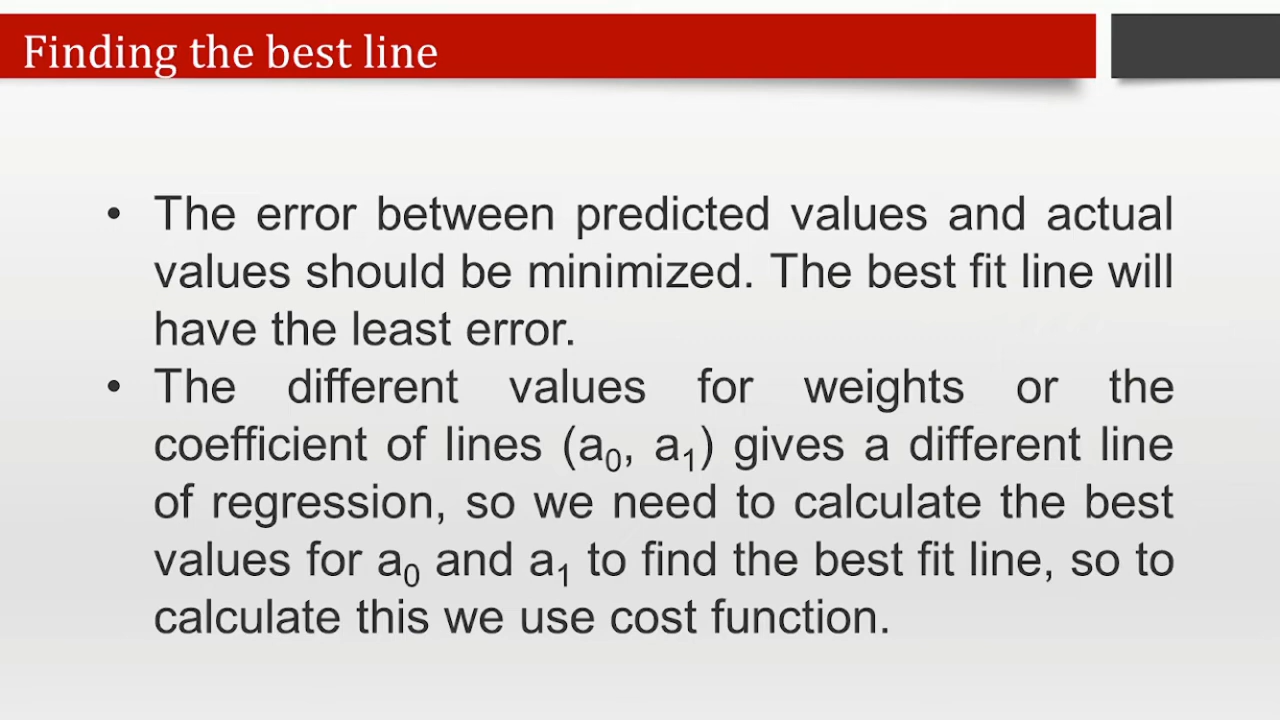 Finding the best line
• The error between predicted values and actual
values should be minimized. The best fit line will
have the least error.
• The different values for weights or the
coefficient of lines (a₀, a₁) gives a different line
of regression, so we need to calculate the best
values for a₀ and a₁ to find the best fit line, so to
calculate this we use cost function.